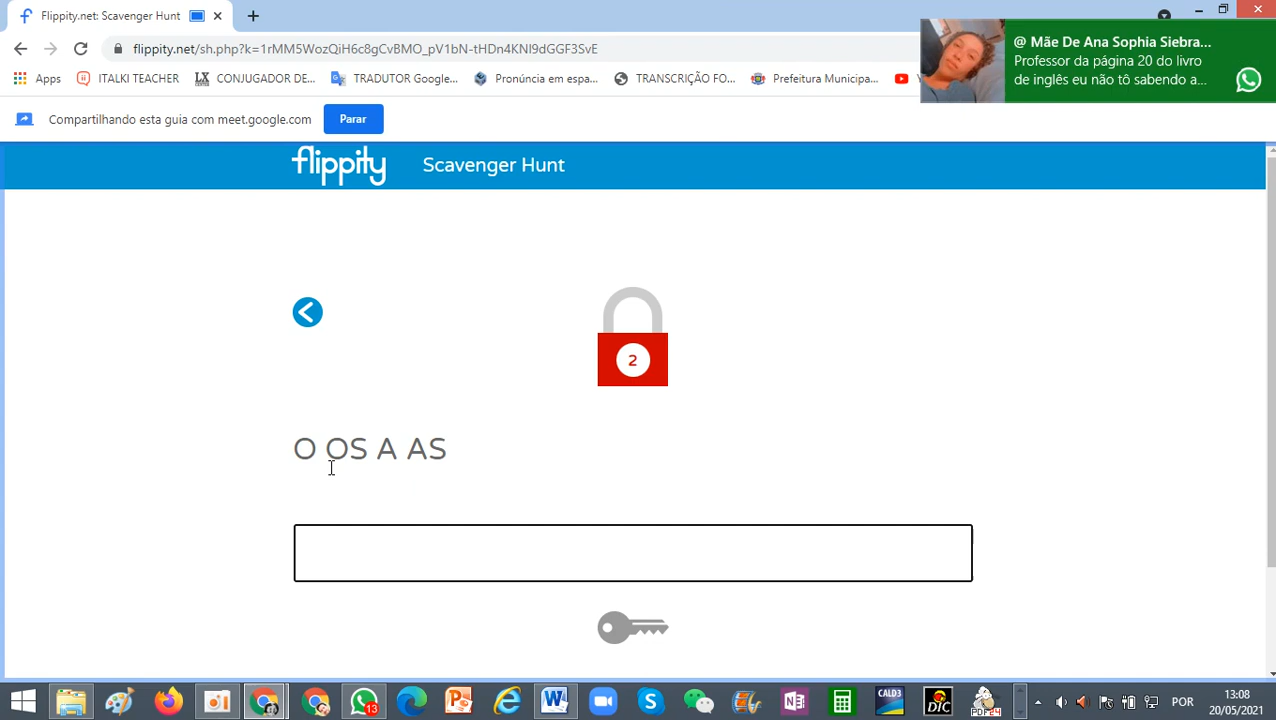 Flippity.net: Scavenger Hunt
flippity.net/sh.php?k=1rMM5WozQiH6c8gCvBMO_pV1bN-tHDn4KNI9dGGF3SvE
Apps ITALKI TEACHER CONJUGADOR DE... TRADUTOR Google... Pronúncia em espa... TRANSCRIÇÃO FO... Prefeitura Municipa...
@ Mãe De Ana Sophia Siebra...
Professor da página 20 do livro
de inglês eu não tô sabendo a...
Compartilhando esta guia com meet.google.com Parar
flippity Scavenger Hunt
2
O OS A AS
13
CALD3
DIC
POR
13:08
20/05/2021